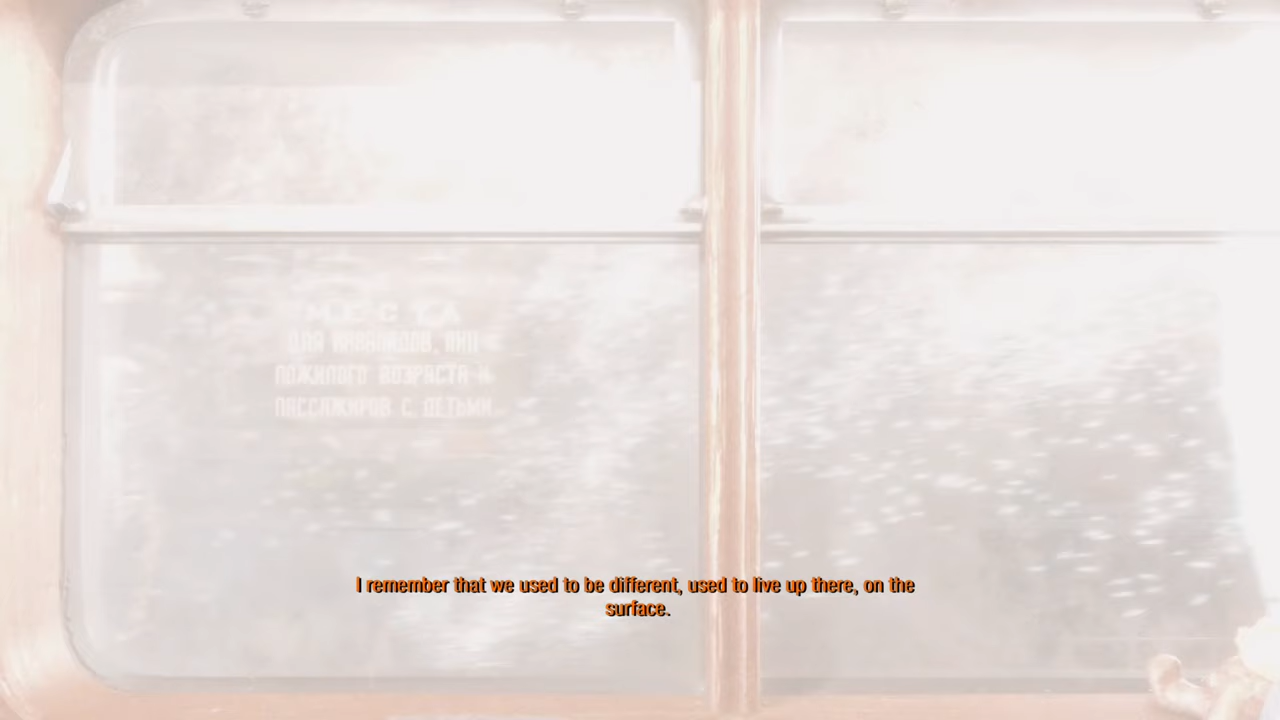 МЕСТА
ДЛЯ ИНВАЛИДОВ, ЛИЦ
ПОЖИЛОГО ВОЗРАСТА И
ПАССАЖИРОВ С ДЕТЬМИ
I remember that we used to be different, used to live up there, on the
surface.